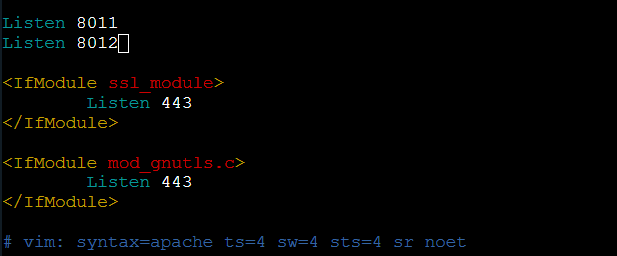 Listen 8011
Listen 8012
<IfModule ssl_module>
Listen 443
</IfModule>
<IfModule mod_gnutls.c>
Listen 443
</IfModule>
# vim: syntax=apache ts=4 sw=4 sts=4 sr noet